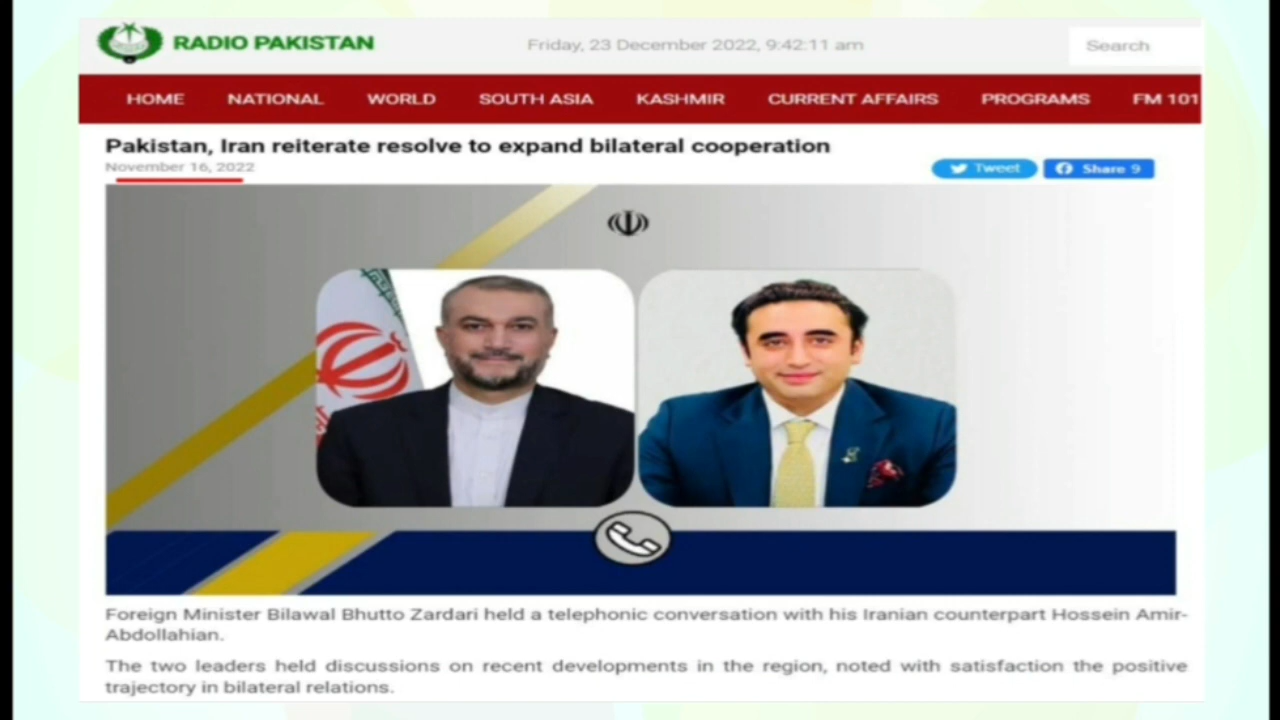 RADIO PAKISTAN
Friday, 23 December 2022, 9:42:11 am
Search
HOME NATIONAL WORLD SOUTH ASIA KASHMIR CURRENT AFFAIRS PROGRAMS FM 101
Pakistan, Iran reiterate resolve to expand bilateral cooperation
November 16, 2022
Tweet
Share 9
Foreign Minister Bilawal Bhutto Zardari held a telephonic conversation with his Iranian counterpart Hossein Amir-
Abdollahian.
The two leaders held discussions on recent developments in the region, noted with satisfaction the positive
trajectory in bilateral relations.